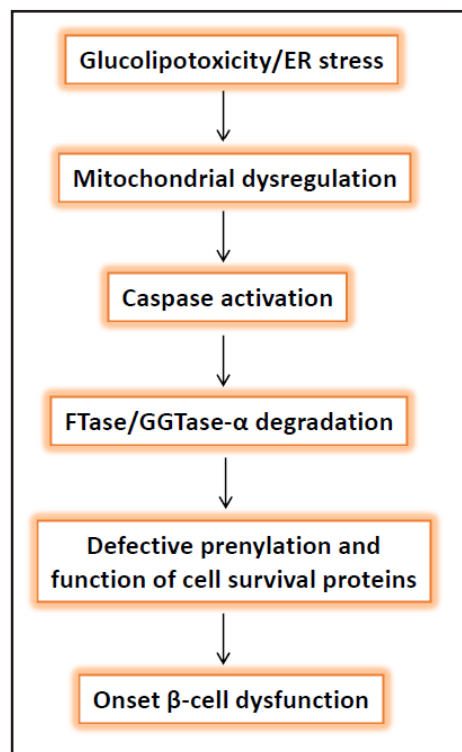 Glucolipotoxicity/ER stress
Mitochondrial dysregulation
Caspase activation
FTase/GGTase-α degradation
Defective prenylation and
function of cell survival proteins
Onset β-cell dysfunction